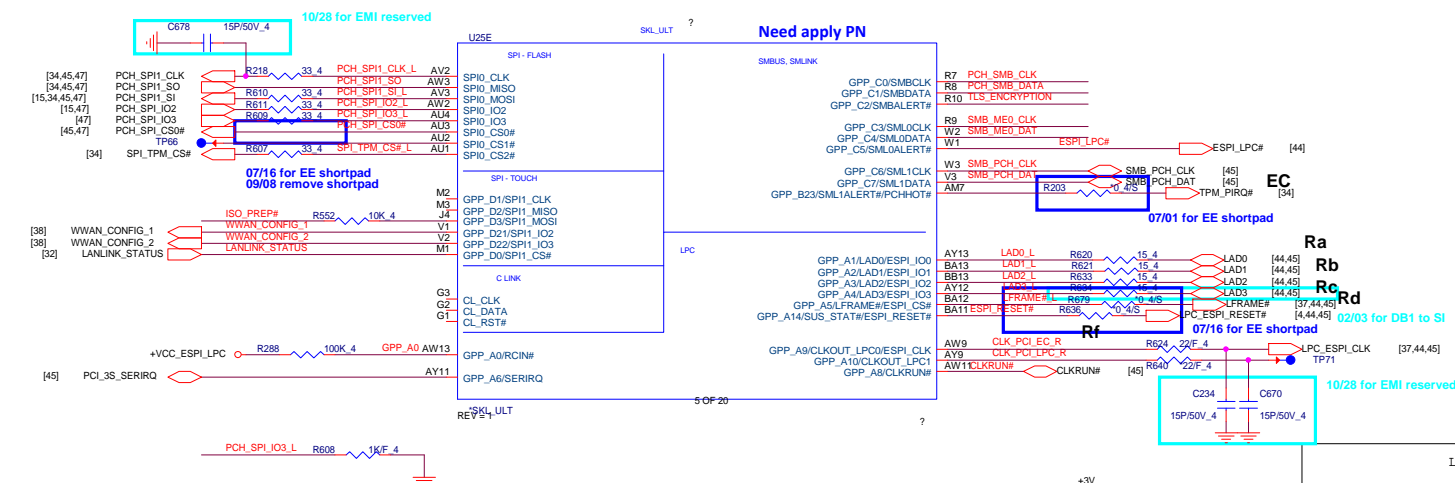 10/28 for EMI reserved
C678 15P/50V_4
SKL_ULT ?
Need apply PN
U25E
SPI - FLASH
SMBUS, SMLINK
[34,45,47] PCH_SPI1_CLK R218 33_4 PCH_SPI1_CLK_L AV2 SPI0_CLK
[34,45,47] PCH_SPI1_SO PCH_SPI1_SO AW3 SPI0_MISO
[15,34,45,47] PCH_SPI1_SI R610 33_4 PCH_SPI1_SI_L AV3 SPI0_MOSI
[15,47] PCH_SPI_IO2 R611 33_4 PCH_SPI_IO2_L AW2 SPI0_IO2
[47] PCH_SPI_IO3 R609 33_4 PCH_SPI_IO3_L AU4 SPI0_IO3
[45,47] PCH_SPI_CS0# PCH_SPI_CS0# AU3 SPI0_CS0#
TP66 AU2 SPI0_CS1#
[34] SPI_TPM_CS# R607 33_4 SPI_TPM_CS#_L AU1 SPI0_CS2#
07/16 for EE shortpad
09/08 remove shortpad
GPP_C0/SMBCLK R7 PCH_SMB_CLK
GPP_C1/SMBDATA R8 PCH_SMB_DATA
GPP_C2/SMBALERT# R10 TLS_ENCRYPTION
GPP_C3/SML0CLK R9 SMB_ME0_CLK
GPP_C4/SML0DATA W2 SMB_ME0_DAT
GPP_C5/SML0ALERT# W1 ESPI_LPC# ESPI_LPC# [44]
GPP_C6/SML1CLK W3 SMB_PCH_CLK SMB_PCH_CLK [45]
GPP_C7/SML1DATA V3 SMB_PCH_DAT SMB_PCH_DAT [45] EC
GPP_B23/SML1ALERT#/PCHHOT# AM7 R203 *0_4/S TPM_PIRQ# [34]
07/01 for EE shortpad
SPI - TOUCH
M2 GPP_D1/SPI1_CLK
M3 GPP_D2/SPI1_MISO
ISO_PREP# R552 10K_4 J4 GPP_D3/SPI1_MOSI
[38] WWAN_CONFIG_1 WWAN_CONFIG_1 V1 GPP_D21/SPI1_IO2
[38] WWAN_CONFIG_2 WWAN_CONFIG_2 V2 GPP_D22/SPI1_IO3
[32] LANLINK_STATUS LANLINK_STATUS M1 GPP_D0/SPI1_CS#
C LINK
G3 CL_CLK
G2 CL_DATA
G1 CL_RST#
LPC
Ra
GPP_A1/LAD0/ESPI_IO0 AY13 LAD0_L R620 15_4 LAD0 [44,45]
GPP_A2/LAD1/ESPI_IO1 BA13 LAD1_L R621 15_4 LAD1 [44,45] Rb
GPP_A3/LAD2/ESPI_IO2 BB13 LAD2_L R633 15_4 LAD2 [44,45]
GPP_A4/LAD3/ESPI_IO3 AY12 LAD3_L R634 15_4 LAD3 [44,45] Rc
GPP_A5/LFRAME#/ESPI_CS# BA12 LFRAME#_L R679 *0_4/S LFRAME# [37,44,45] Rd
GPP_A14/SUS_STAT#/ESPI_RESET# BA11 ESPI_RESET# R636 *0_4/S LPC_ESPI_RESET# [4,44,45]
02/03 for DB1 to SI
Rf
07/16 for EE shortpad
+VCC_ESPI_LPC R288 100K_4 GPP_A0 AW13 GPP_A0/RCIN#
[45] PCI_3S_SERIRQ AY11 GPP_A6/SERIRQ
GPP_A9/CLKOUT_LPC0/ESPI_CLK AW9 CLK_PCI_EC_R R624 22/F_4 LPC_ESPI_CLK [37,44,45]
GPP_A10/CLKOUT_LPC1 AY9 CLK_PCI_LPC_R R640 22/F_4 TP71
GPP_A8/CLKRUN# AW11 CLKRUN# CLKRUN# [45]
10/28 for EMI reserved
C234 C670
15P/50V_4 15P/50V_4
5 OF 20
*SKL_ULT
REV = 1
?
PCH_SPI_IO3_L R608 1K/F_4
+3V